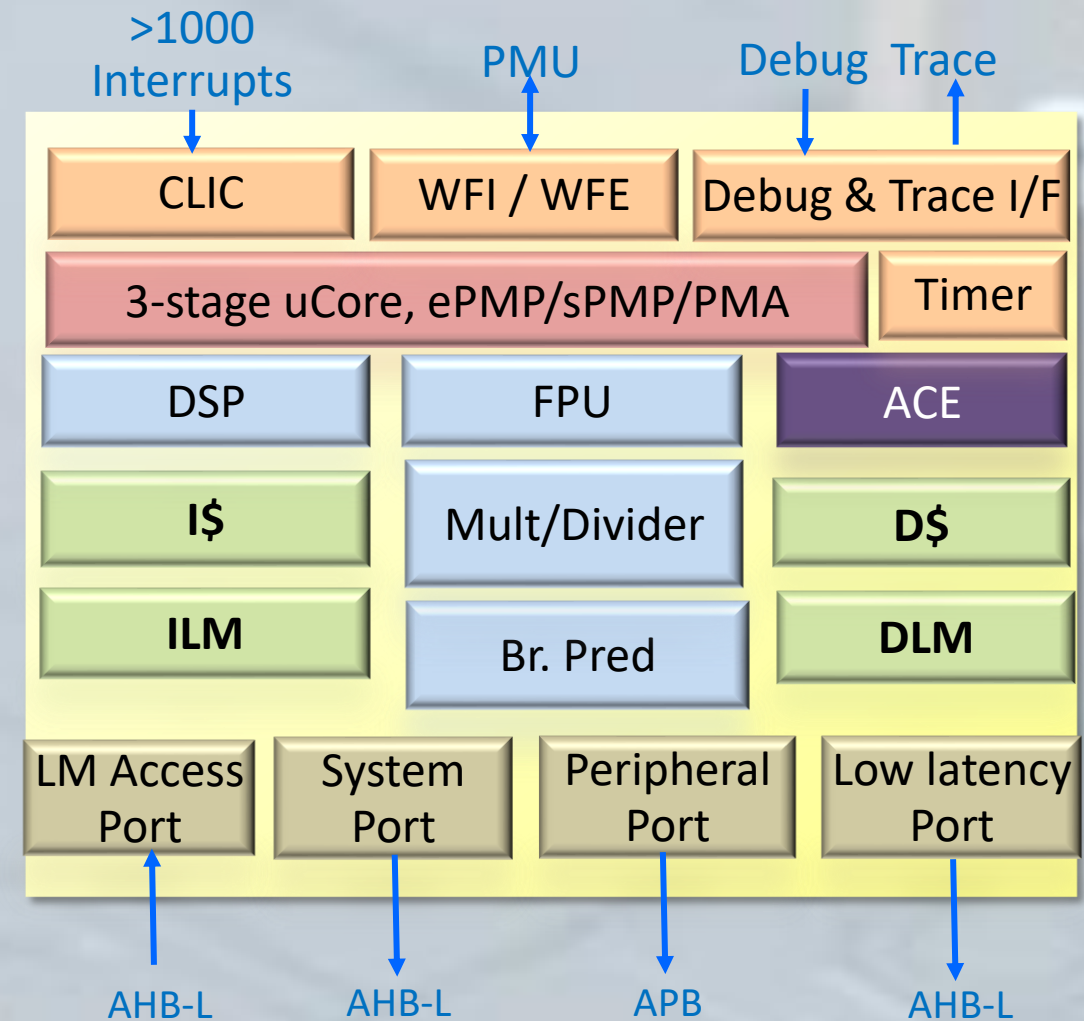 >1000
Interrupts
PMU
Debug Trace
CLIC
WFI / WFE
Debug & Trace I/F
3-stage uCore, ePMP/sPMP/PMA
Timer
DSP
FPU
ACE
I$
Mult/Divider
D$
ILM
Br. Pred
DLM
LM Access
Port
System
Port
Peripheral
Port
Low latency
Port
AHB-L
AHB-L
APB
AHB-L